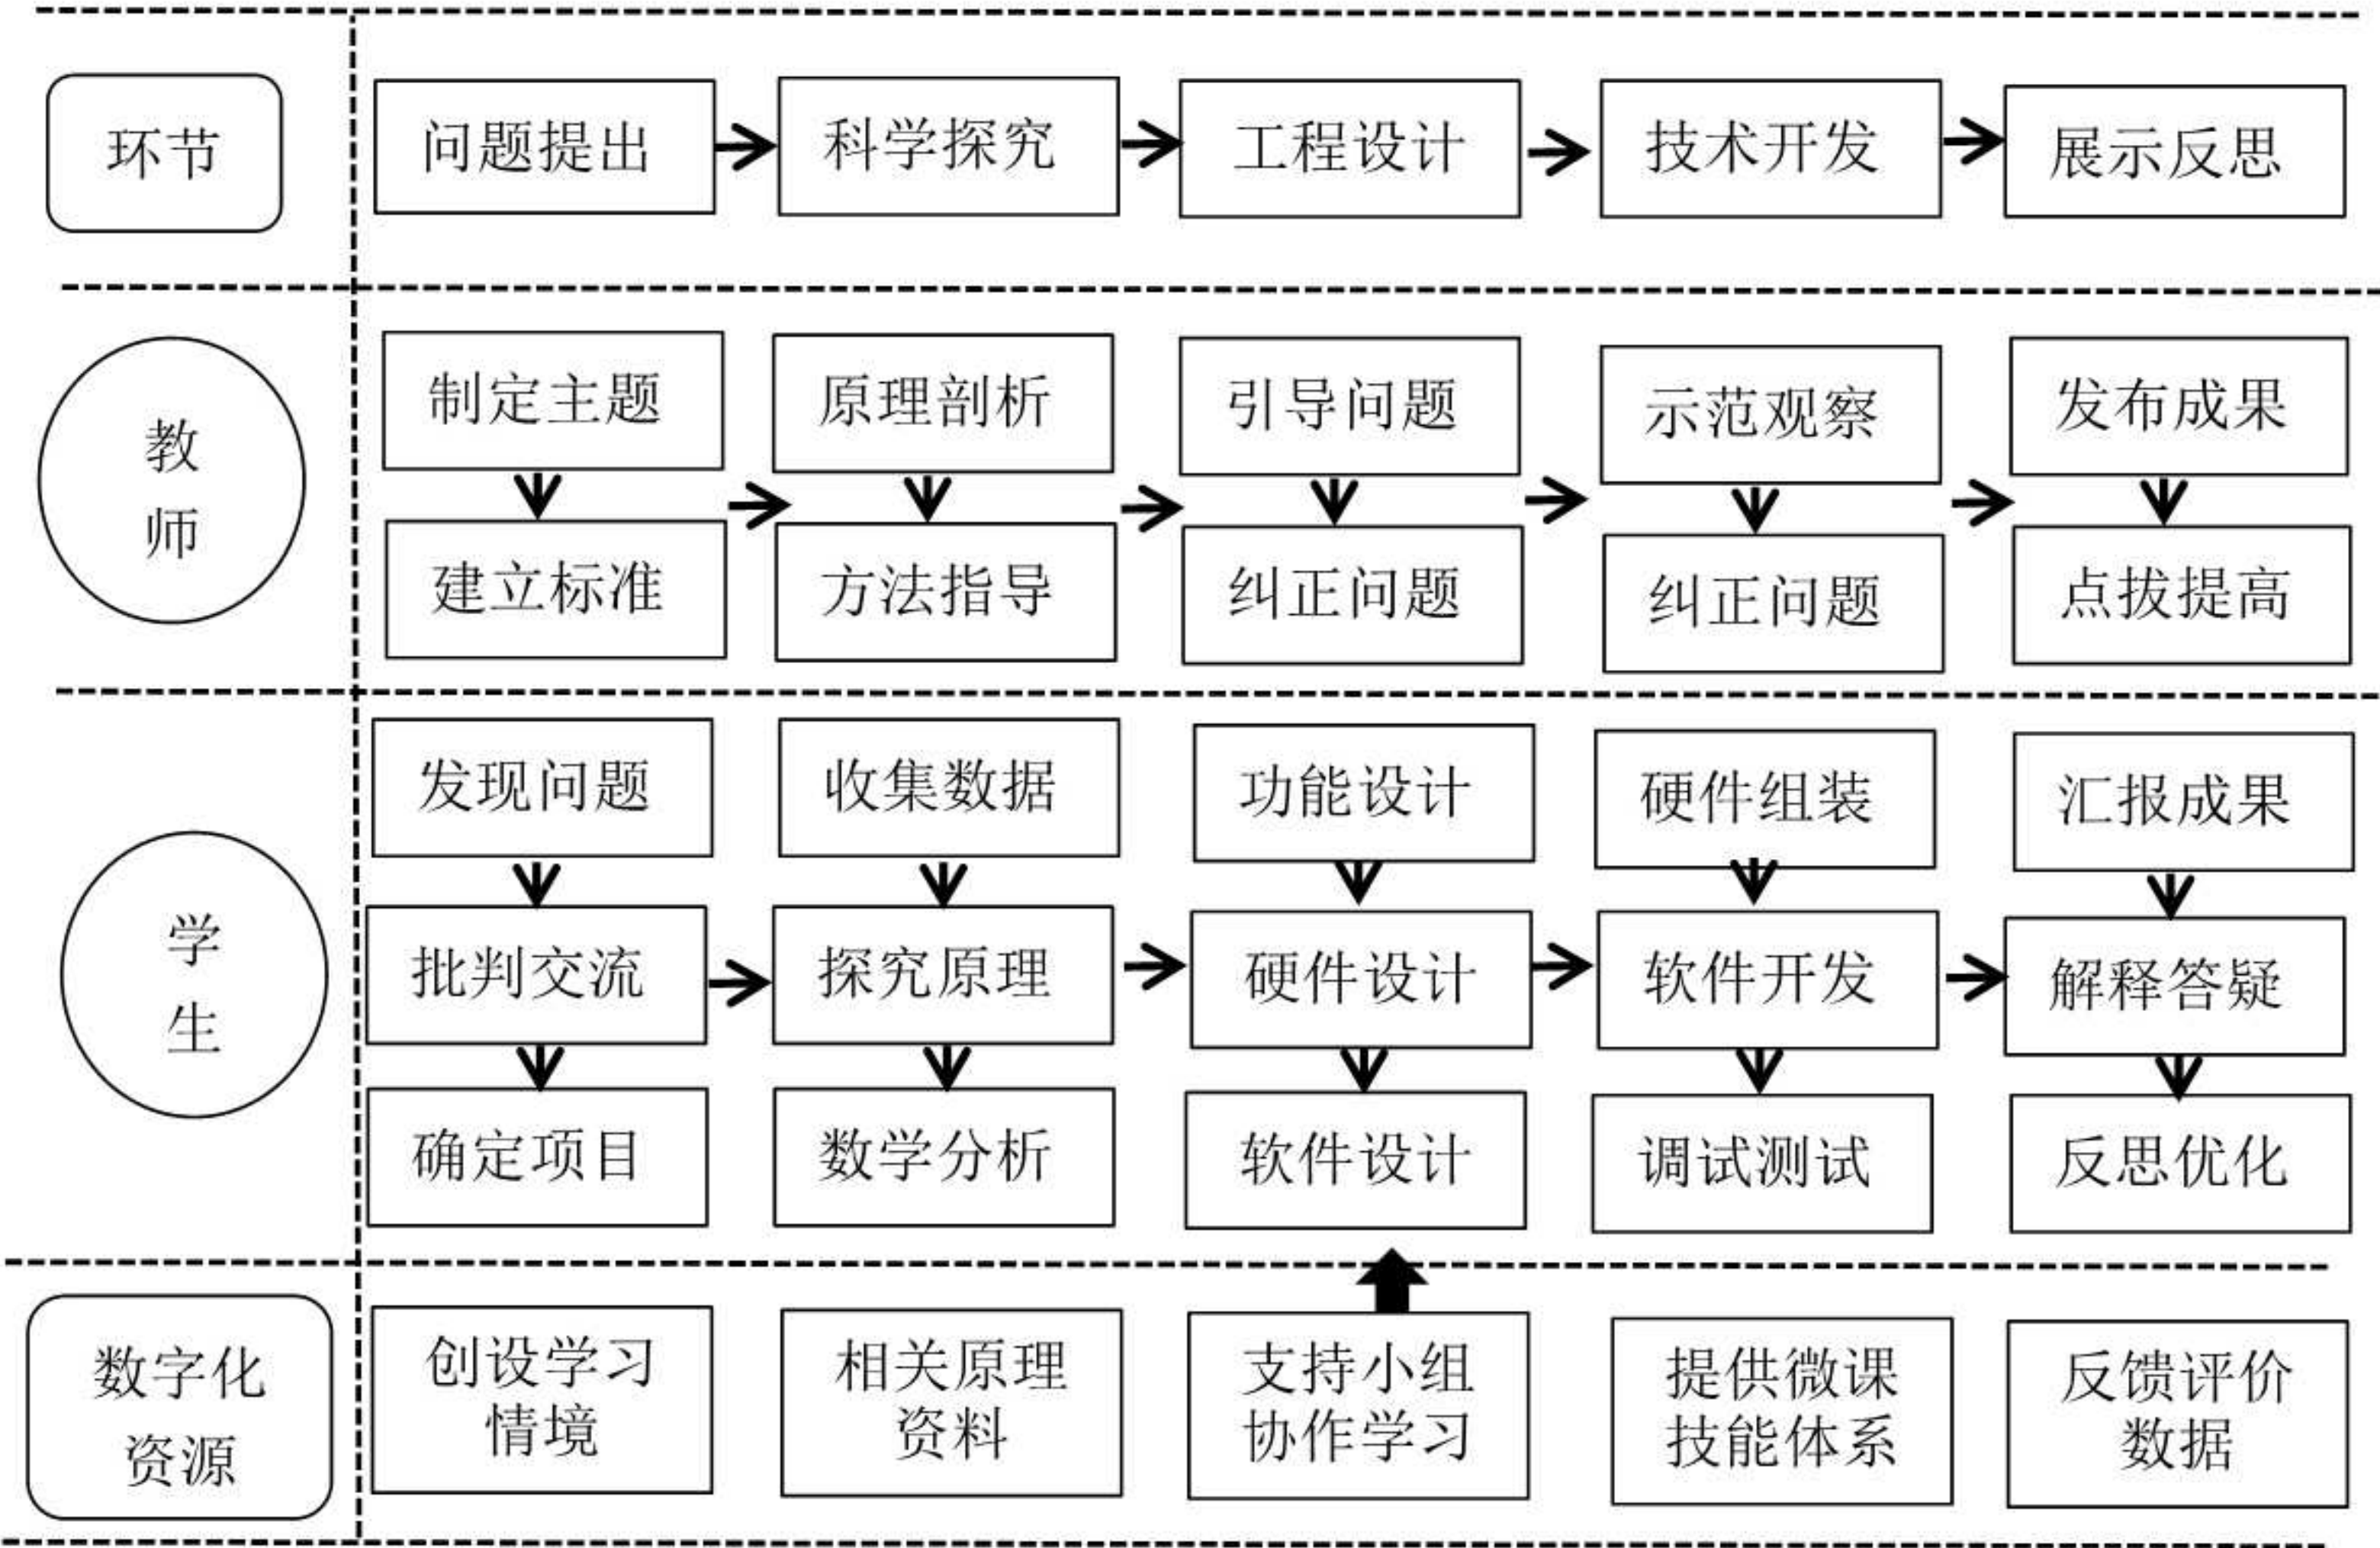 环节
问题提出
科学探究
工程设计
技术开发
展示反思
教
师
制定主题
原理剖析
引导问题
示范观察
发布成果
建立标准
方法指导
纠正问题
纠正问题
点拔提高
学
生
发现问题
收集数据
功能设计
硬件组装
汇报成果
批判交流
探究原理
硬件设计
软件开发
解释答疑
确定项目
数学分析
软件设计
调试测试
反思优化
数字化
资源
创设学习
情境
相关原理
资料
支持小组
协作学习
提供微课
技能体系
反馈评价
数据